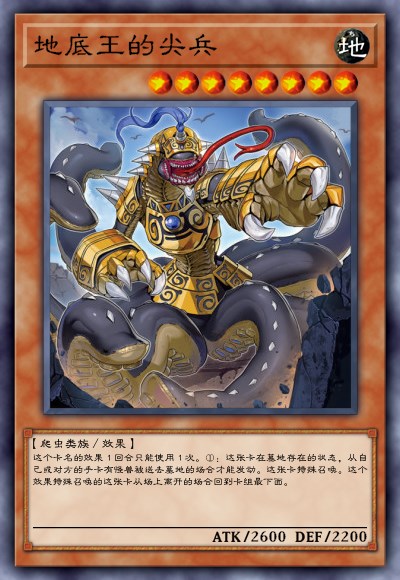 地底王的尖兵
地
【爬虫类族／效果】
这个卡名的效果1回合只能使用1次。①：这张卡在墓地存在的状态，从自
己或对方的手卡有怪兽被送去墓地的场合才能发动。这张卡特殊召唤。这个
效果特殊召唤的这张卡从场上离开的场合回到卡组最下面。
ATK/2600 DEF/2200